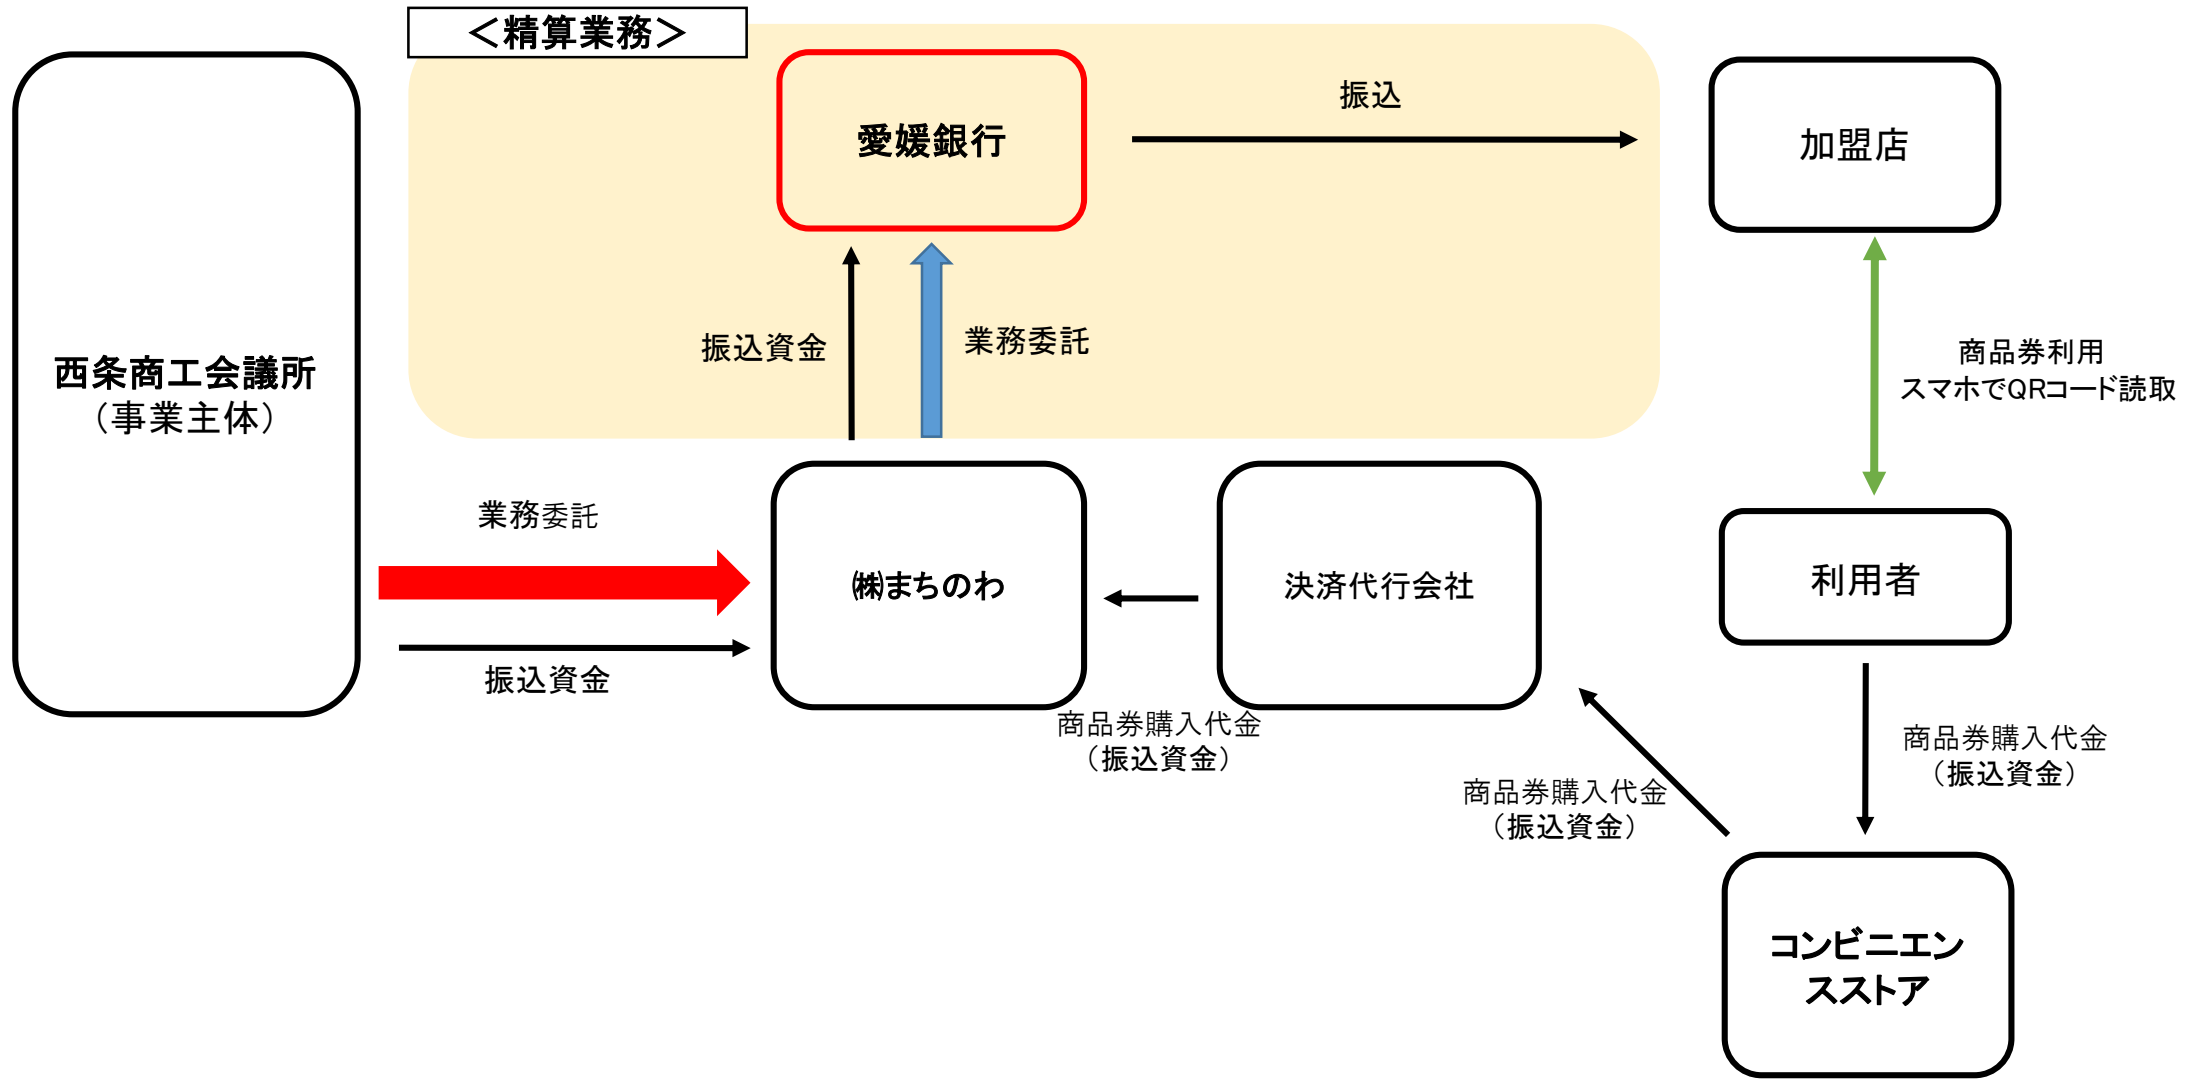 ＜精算業務＞
愛媛銀行
振込
加盟店
西条商工会議所
（事業主体）
振込資金
業務委託
商品券利用
スマホでQRコード読取
業務委託
㈱まちのわ
決済代行会社
利用者
振込資金
商品券購入代金
（振込資金）
商品券購入代金
（振込資金）
商品券購入代金
（振込資金）
コンビニエン
スストア